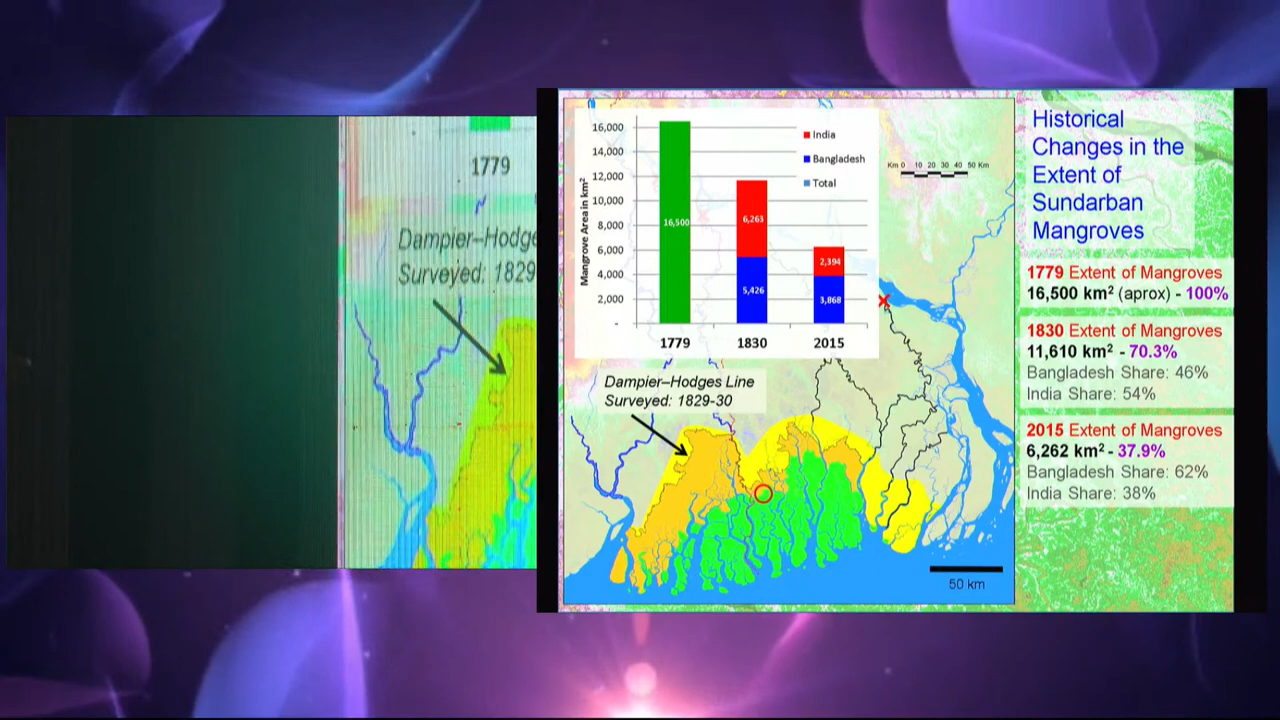 1779
Dampier–Hodge
Surveyed: 1829
16,000
14,000
12,000
10,000
8,000
6,000
4,000
2,000
-
Mangrove Area in km²
16,500
6,263
5,426
2,394
3,868
1779
1830
2015
India
Bangladesh
Total
Km 0 10 20 30 40 50 Km
Dampier–Hodges Line
Surveyed: 1829-30
50 km
Historical
Changes in the
Extent of
Sundarban
Mangroves
1779 Extent of Mangroves
16,500 km² (aprox) - 100%
1830 Extent of Mangroves
11,610 km² - 70.3%
Bangladesh Share: 46%
India Share: 54%
2015 Extent of Mangroves
6,262 km² - 37.9%
Bangladesh Share: 62%
India Share: 38%